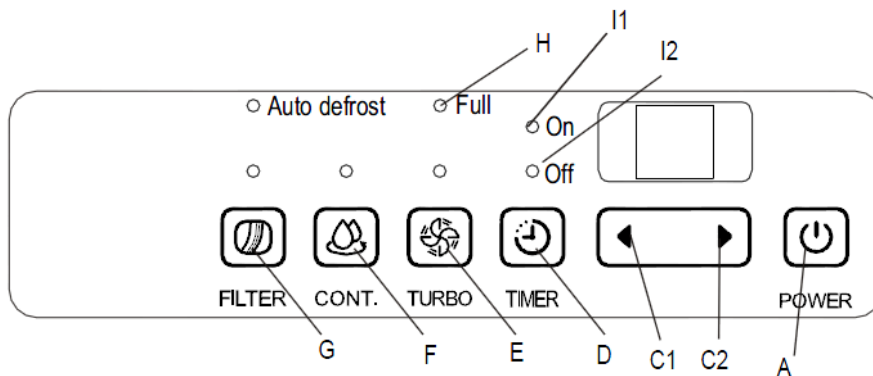 H
I1
I2
Auto defrost
Full
On
Off
FILTER
CONT.
TURBO
TIMER
POWER
G
F
E
D
C1
C2
A